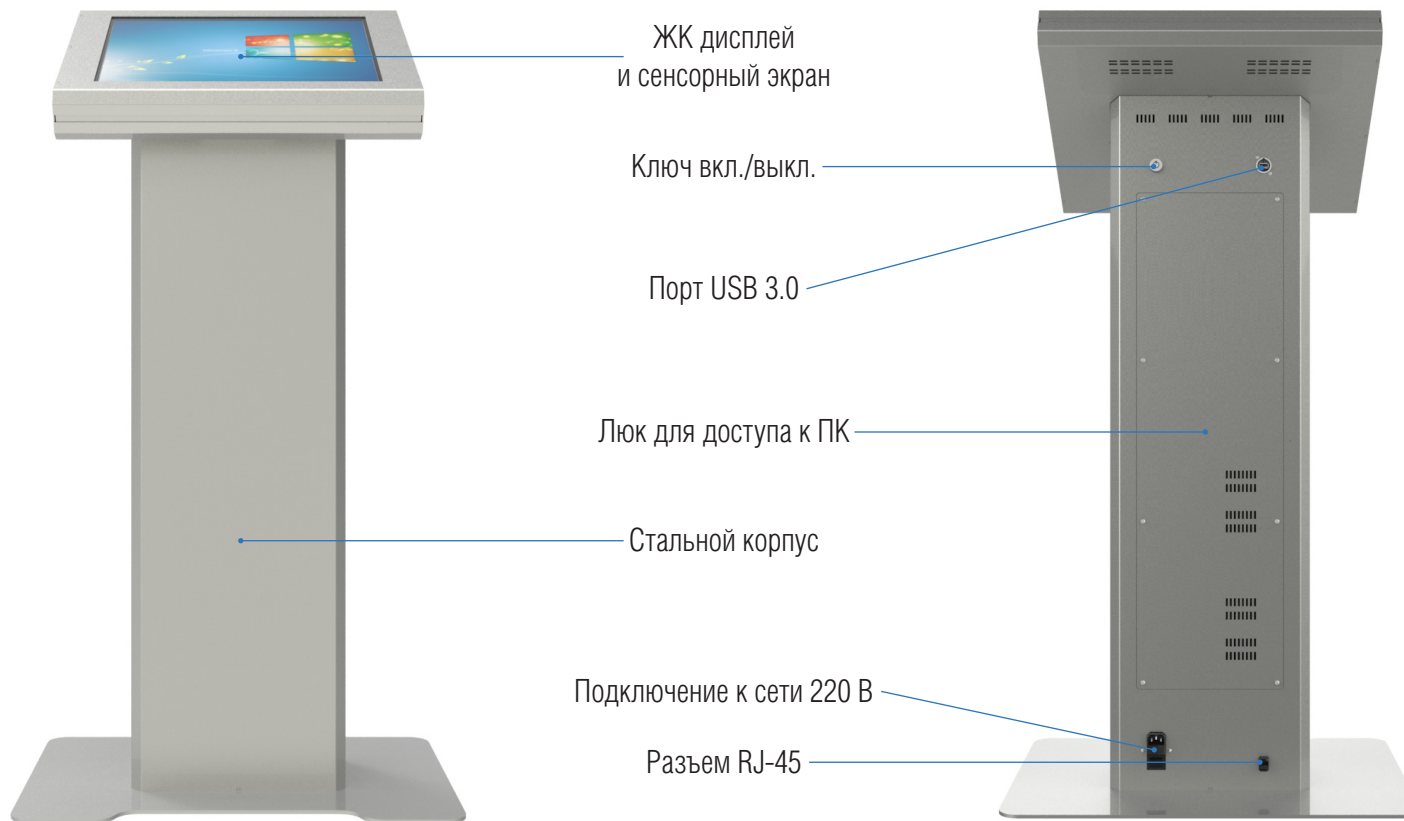 ЖК дисплей
и сенсорный экран
Ключ вкл./выкл.
Порт USB 3.0
Люк для доступа к ПК
Стальной корпус
Подключение к сети 220 В
Разъем RJ-45